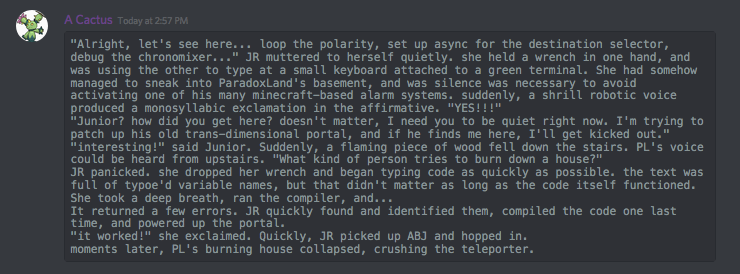 A Cactus Today at 2:57 PM
"Alright, let's see here... loop the polarity, set up async for the destination selector,
debug the chronomixer..." JR muttered to herself quietly. she held a wrench in one hand, and
was using the other to type at a small keyboard attached to a green terminal. She had somehow
managed to sneak into ParadoxLand's basement, and was silence was necessary to avoid
activating one of his many minecraft-based alarm systems. suddenly, a shrill robotic voice
produced a monosyllabic exclamation in the affirmative. "YES!!!"
"Junior? how did you get here? doesn't matter, I need you to be quiet right now. I'm trying to
patch up his old trans-dimensional portal, and if he finds me here, I'll get kicked out."
"interesting!" said Junior. Suddenly, a flaming piece of wood fell down the stairs. PL's voice
could be heard from upstairs. "What kind of person tries to burn down a house?"
JR panicked. she dropped her wrench and began typing code as quickly as possible. the text was
full of typoe'd variable names, but that didn't matter as long as the code itself functioned.
She took a deep breath, ran the compiler, and...
It returned a few errors. JR quickly found and identified them, compiled the code one last
time, and powered up the portal.
"it worked!" she exclaimed. Quickly, JR picked up ABJ and hopped in.
moments later, PL's burning house collapsed, crushing the teleporter.